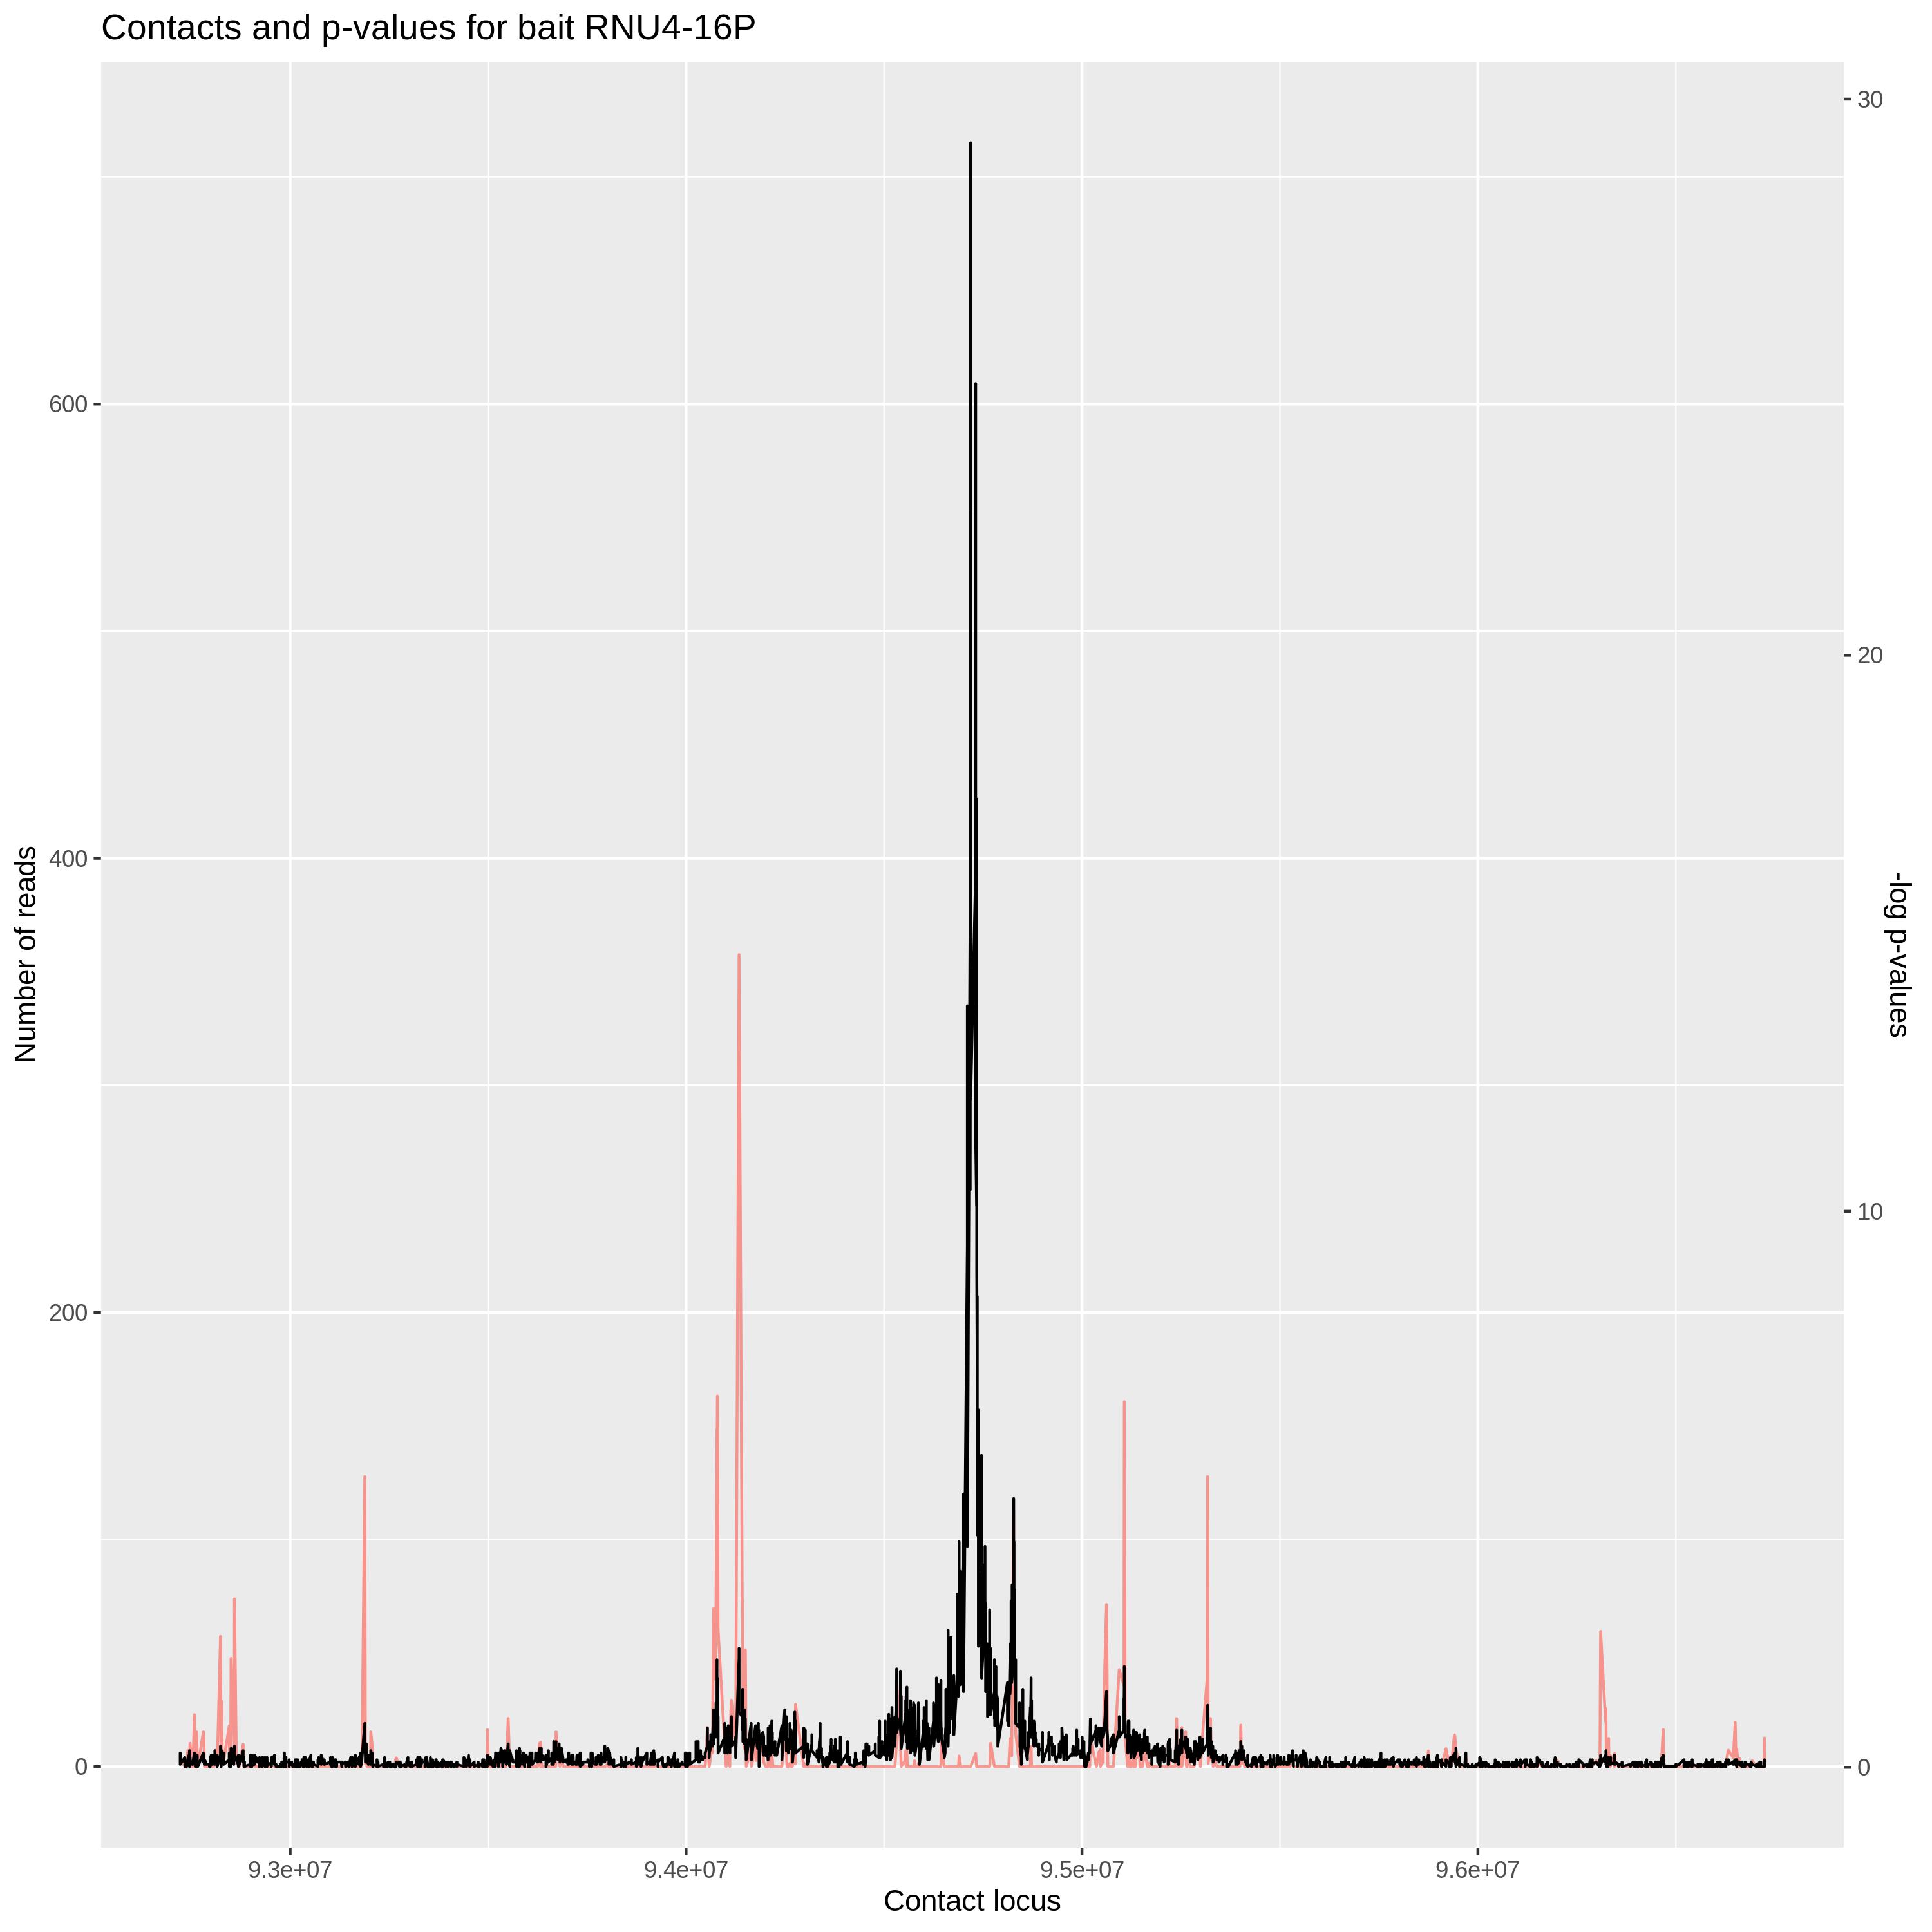 Contacts and p-values for bait RNU4-16P
Number of reads
600
400
200
0
30
20
10
0
-log p-values
9.3e+07
9.4e+07
9.5e+07
9.6e+07
Contact locus